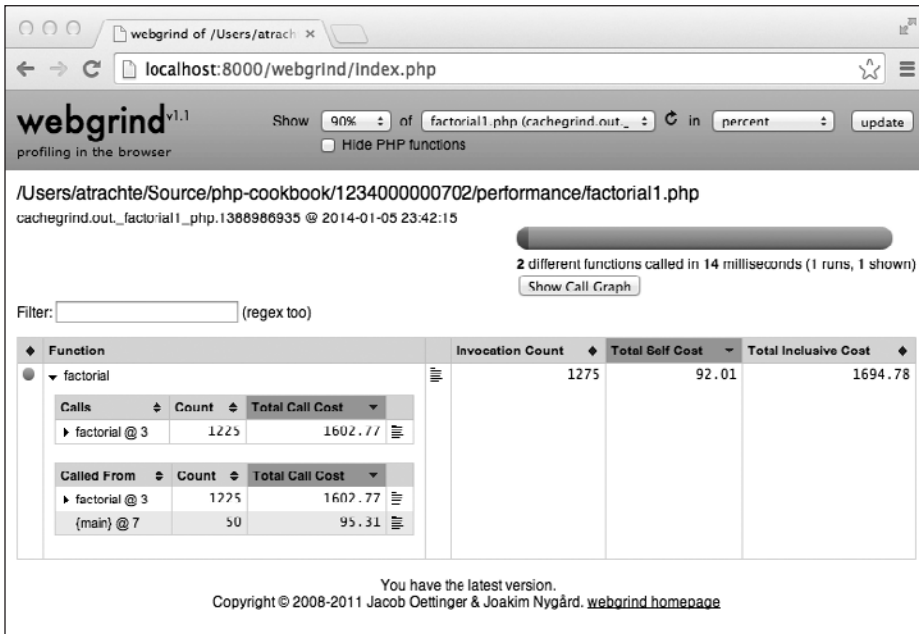 webgrind of /Users/atrach
localhost:8000/webgrind/index.php
webgrind v1.1
profiling in the browser
Show 90% of factorial1.php (cachegrind.out._ in percent update
Hide PHP functions
/Users/atrachte/Source/php-cookbook/1234000000702/performance/factorial1.php
cachegrind.out._factorial1_php.1388986935 @ 2014-01-05 23:42:15
2 different functions called in 14 milliseconds (1 runs, 1 shown)
Show Call Graph
Filter: (regex too)
Function Invocation Count Total Self Cost Total Inclusive Cost
factorial 1275 92.01 1694.78
Calls Count Total Call Cost
factorial @ 3 1225 1602.77
Called From Count Total Call Cost
factorial @ 3 1225 1602.77
{main} @ 7 50 95.31
You have the latest version.
Copyright © 2008-2011 Jacob Oettinger & Joakim Nygård. webgrind homepage